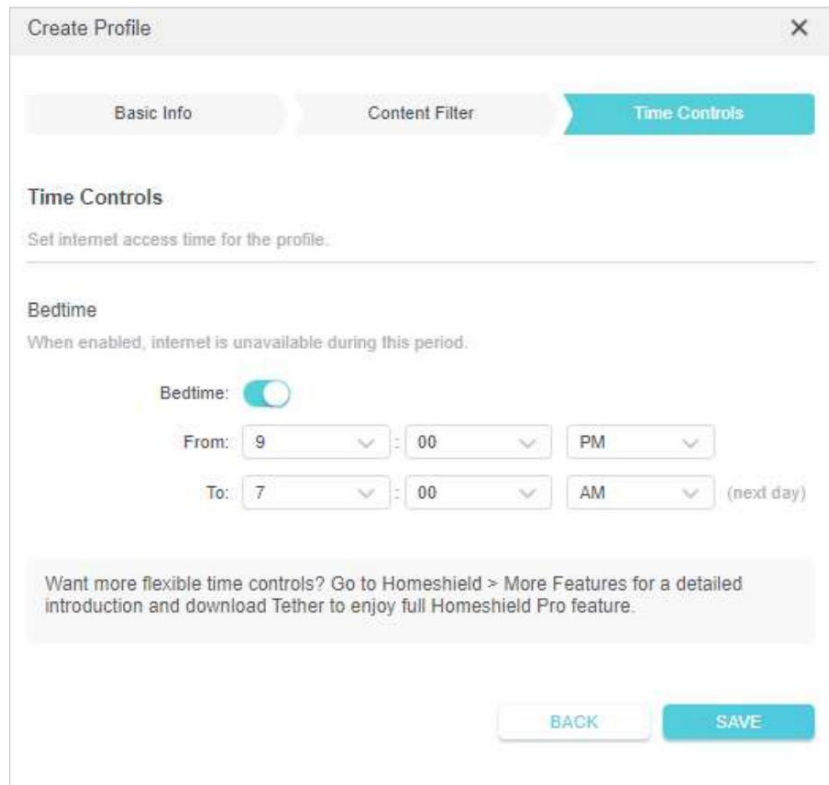 Create Profile
Basic Info
Content Filter
Time Controls
Time Controls
Set internet access time for the profile.
Bedtime
When enabled, internet is unavailable during this period.
Bedtime:
From: 9 : 00 PM
To: 7 : 00 AM (next day)
Want more flexible time controls? Go to Homeshield > More Features for a detailed
introduction and download Tether to enjoy full Homeshield Pro feature.
BACK
SAVE